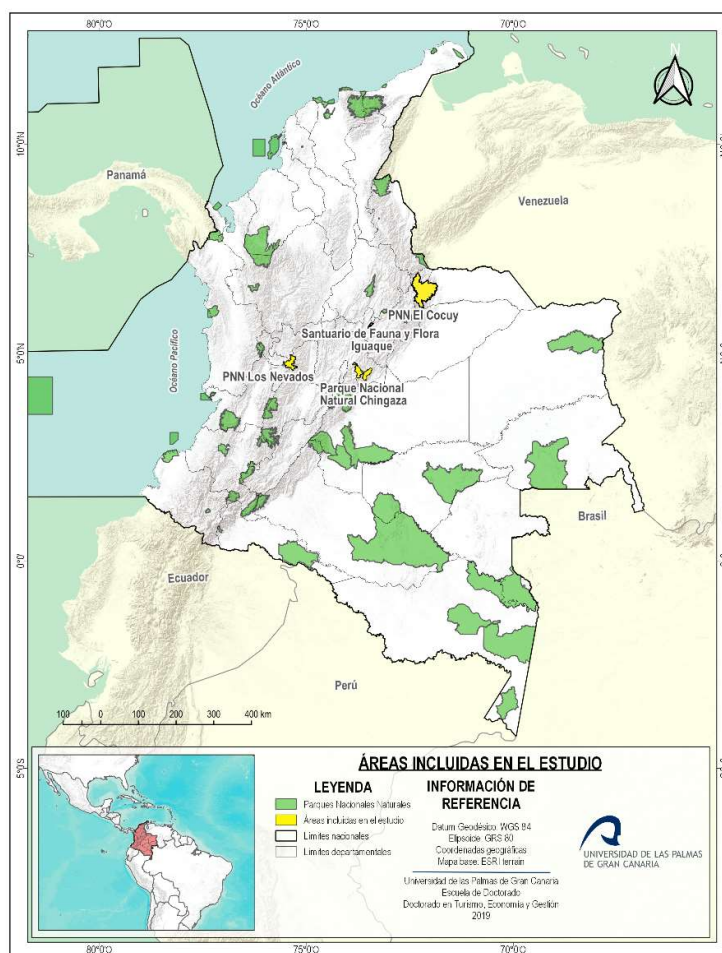 80°0'O 75°0'O 70°0'O
N
Océano Atlántico
10°0'N
Panamá
Venezuela
PNN El Cocuy
Santuario de Fauna y Flora
Iguaque
5°0'N
Océano Pacífico
PNN Los Nevados
Parque Nacional
Natural Chingaza
Brasil
0°0'
Ecuador
Perú
100 0 100 200 300 400 km
5°0'S
ÁREAS INCLUIDAS EN EL ESTUDIO
LEYENDA
Parques Nacionales Naturales
Áreas incluidas en el estudio
Límites nacionales
Límites departamentales
INFORMACIÓN DE
REFERENCIA
Datum Geodésico: WGS 84
Elipsoide: GRS 80
Coordenadas geográficas
Mapa base: ESRI terrain
Universidad de las Palmas de Gran Canaria
Escuela de Doctorado
Doctorado en Turismo, Economía y Gestión
2019
UNIVERSIDAD DE LAS PALMAS
DE GRAN CANARIA
80°0'O 75°0'O 70°0'O